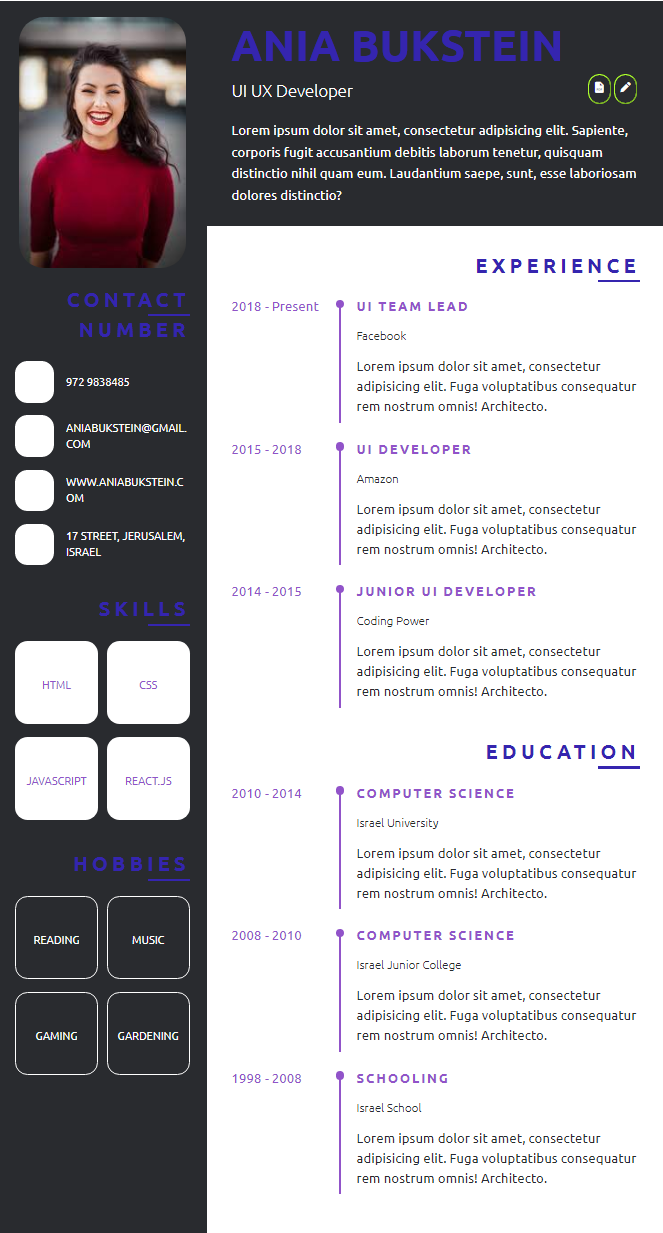 ANIA BUKSTEIN
UI UX Developer
Lorem ipsum dolor sit amet, consectetur adipisicing elit. Sapiente,
corporis fugit accusantium debitis laborum tenetur, quisquam
distinctio nihil quam eum. Laudantium saepe, sunt, esse laboriosam
dolores distinctio?
CONTACT
NUMBER
972 9838485
ANIABUKSTEIN@GMAIL.
COM
WWW.ANIABUKSTEIN.C
OM
17 STREET, JERUSALEM,
ISRAEL
SKILLS
HTML
CSS
JAVASCRIPT
REACT.JS
HOBBIES
READING
MUSIC
GAMING
GARDENING
EXPERIENCE
2018 - Present
UI TEAM LEAD
Facebook
Lorem ipsum dolor sit amet, consectetur
adipisicing elit. Fuga voluptatibus consequatur
rem nostrum omnis! Architecto.
2015 - 2018
UI DEVELOPER
Amazon
Lorem ipsum dolor sit amet, consectetur
adipisicing elit. Fuga voluptatibus consequatur
rem nostrum omnis! Architecto.
2014 - 2015
JUNIOR UI DEVELOPER
Coding Power
Lorem ipsum dolor sit amet, consectetur
adipisicing elit. Fuga voluptatibus consequatur
rem nostrum omnis! Architecto.
EDUCATION
2010 - 2014
COMPUTER SCIENCE
Israel University
Lorem ipsum dolor sit amet, consectetur
adipisicing elit. Fuga voluptatibus consequatur
rem nostrum omnis! Architecto.
2008 - 2010
COMPUTER SCIENCE
Israel Junior College
Lorem ipsum dolor sit amet, consectetur
adipisicing elit. Fuga voluptatibus consequatur
rem nostrum omnis! Architecto.
1998 - 2008
SCHOOLING
Israel School
Lorem ipsum dolor sit amet, consectetur
adipisicing elit. Fuga voluptatibus consequatur
rem nostrum omnis! Architecto.